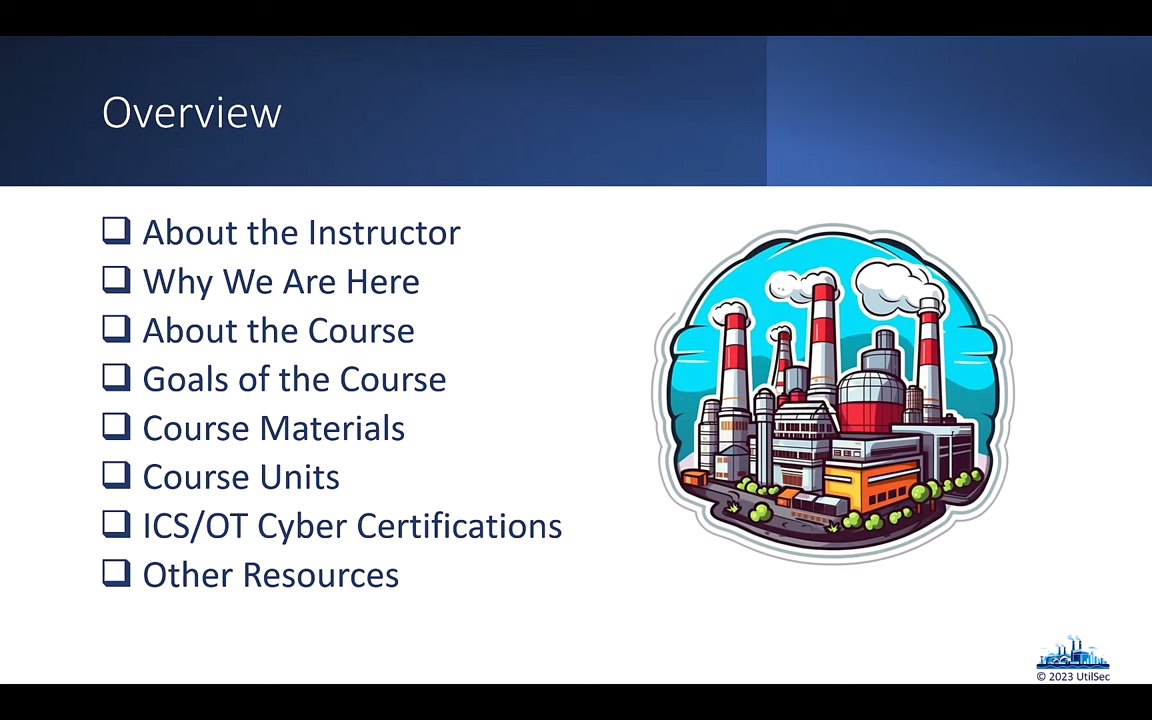 Overview
❑ About the Instructor
❑ Why We Are Here
❑ About the Course
❑ Goals of the Course
❑ Course Materials
❑ Course Units
❑ ICS/OT Cyber Certifications
❑ Other Resources
© 2023 UtilSec